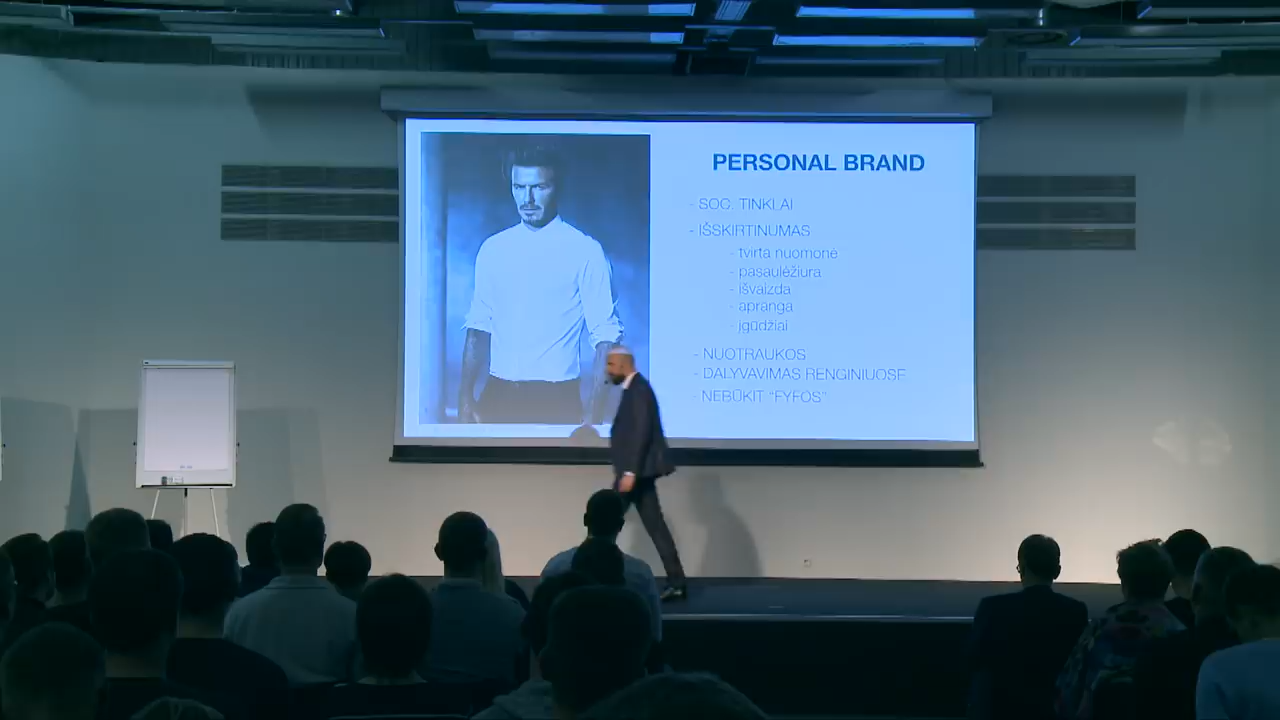 PERSONAL BRAND
- SOC. TINKLAI
- IŠSKIRTINUMAS
- tvirta nuomonė
- pasaulėžiūra
- išvaizda
- apranga
- įgūdžiai
- NUOTRAUKOS
- DALYVAVIMAS RENGINIUOSE
- NEBŪKIT “FYFOS”